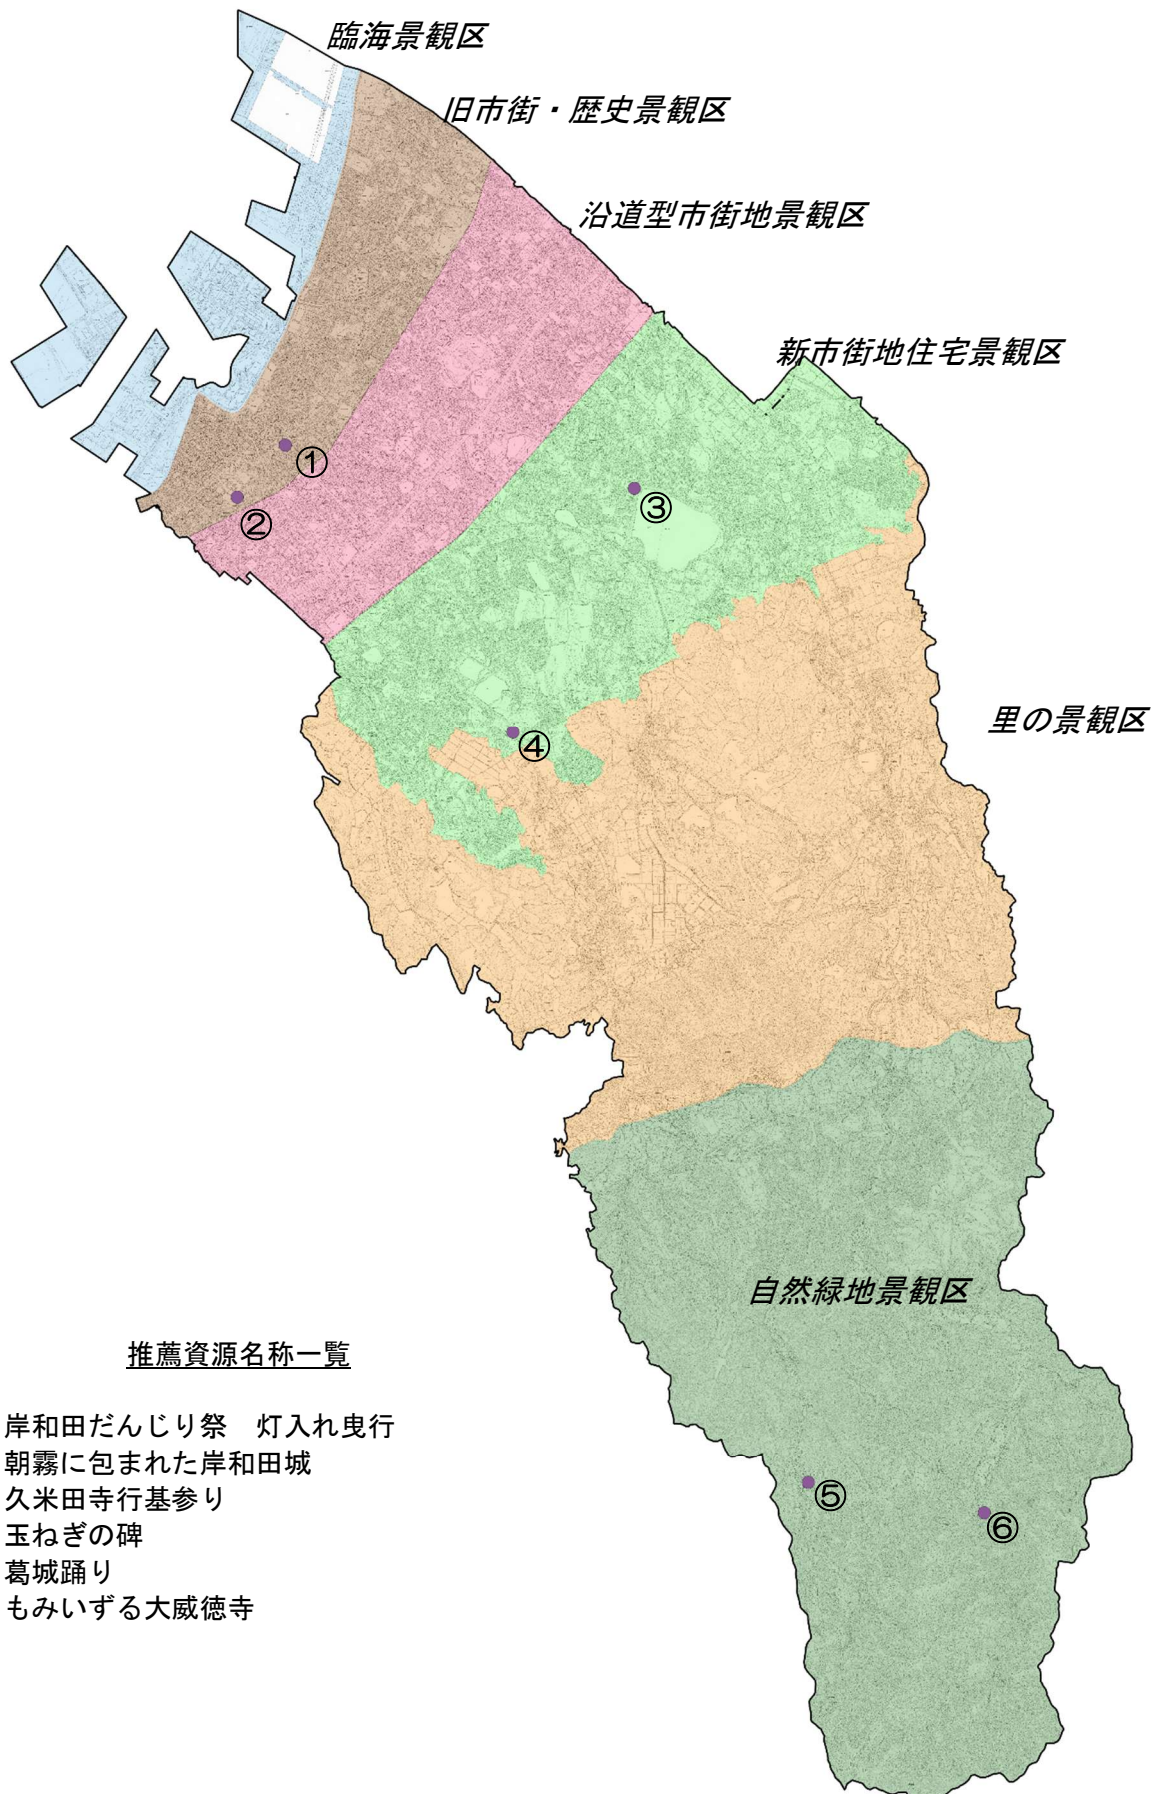 臨海景観区
旧市街・歴史景観区
沿道型市街地景観区
新市街地住宅景観区
①
②
③
里の景観区
④
自然緑地景観区
推薦資源名称一覧
岸和田だんじり祭　灯入れ曳行
朝霧に包まれた岸和田城
久米田寺行基参り
玉ねぎの碑
葛城踊り
もみいずる大威徳寺
⑤
⑥